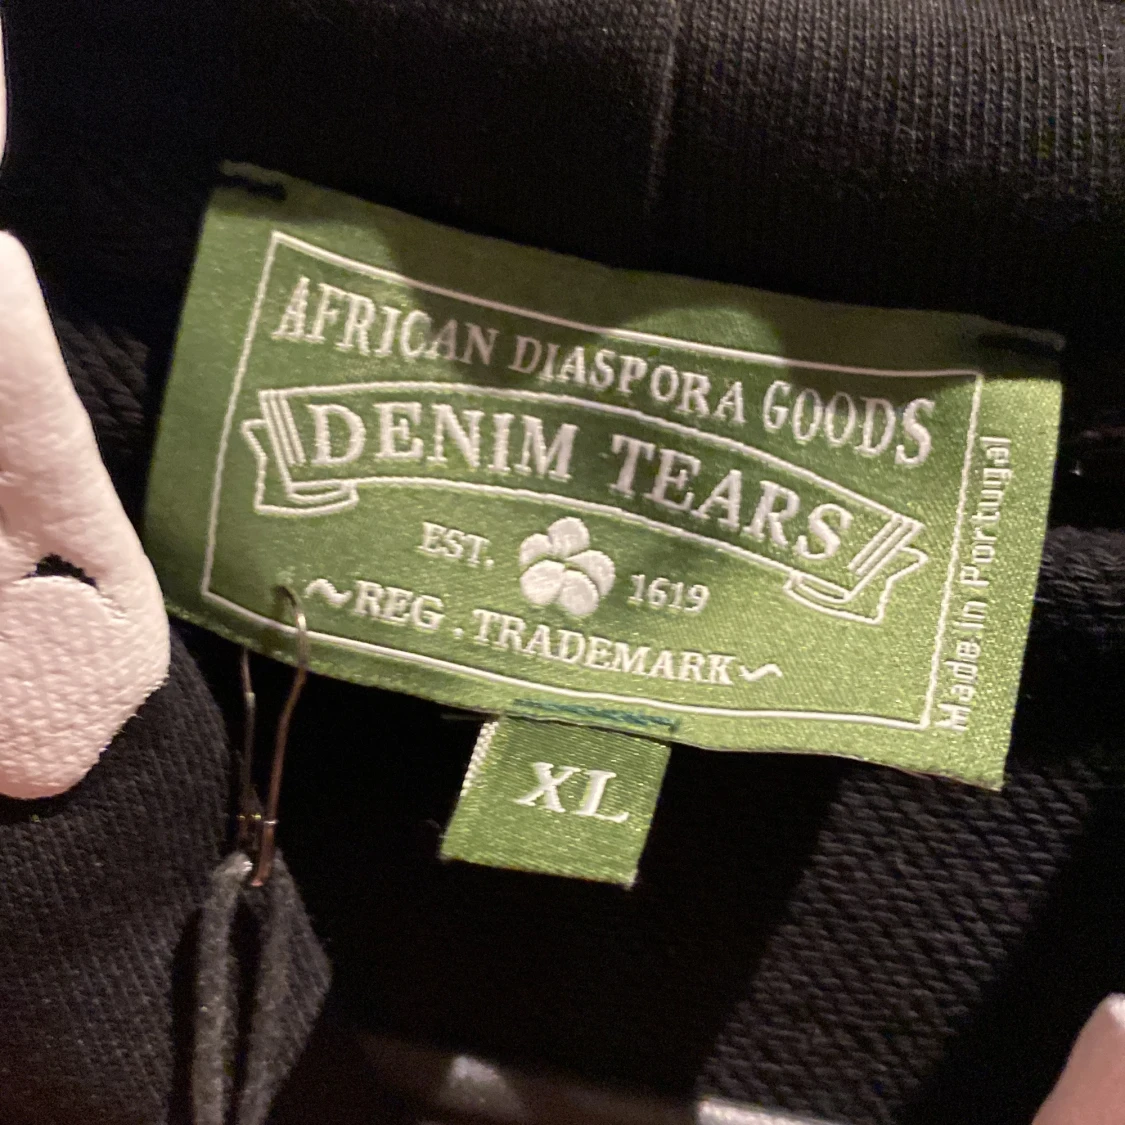 AFRICAN DIASPORA GOODS
DENIM TEARS
EST. 1619
~REG . TRADEMARK~
Made in Portugal
XL